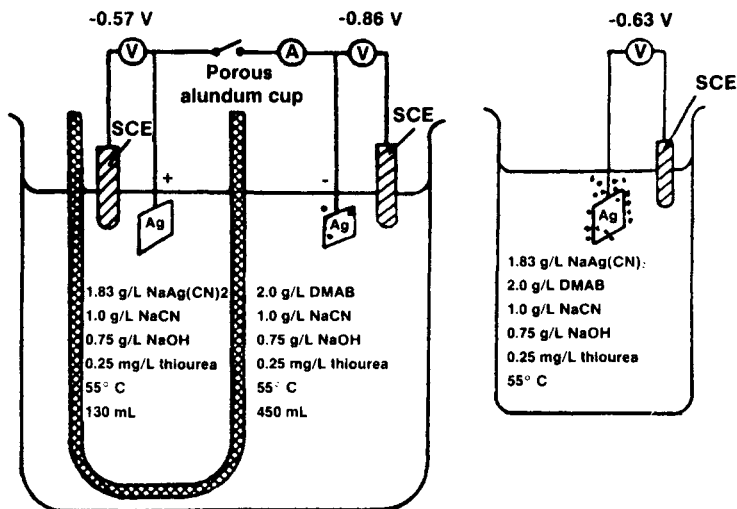 -0.57 V
-0.86 V
-0.63 V
V
A
V
V
Porous
alundum cup
SCE
SCE
SCE
+
-
Ag
Ag
Ag
1.83 g/L NaAg(CN)2
1.0 g/L NaCN
0.75 g/L NaOH
0.25 mg/L thiourea
55° C
130 mL
2.0 g/L DMAB
1.0 g/L NaCN
0.75 g/L NaOH
0.25 mg/L thiourea
55° C
450 mL
1.83 g/L NaAg(CN)
2.0 g/L DMAB
1.0 g/L NaCN
0.75 g/L NaOH
0.25 mg/L thiourea
55° C